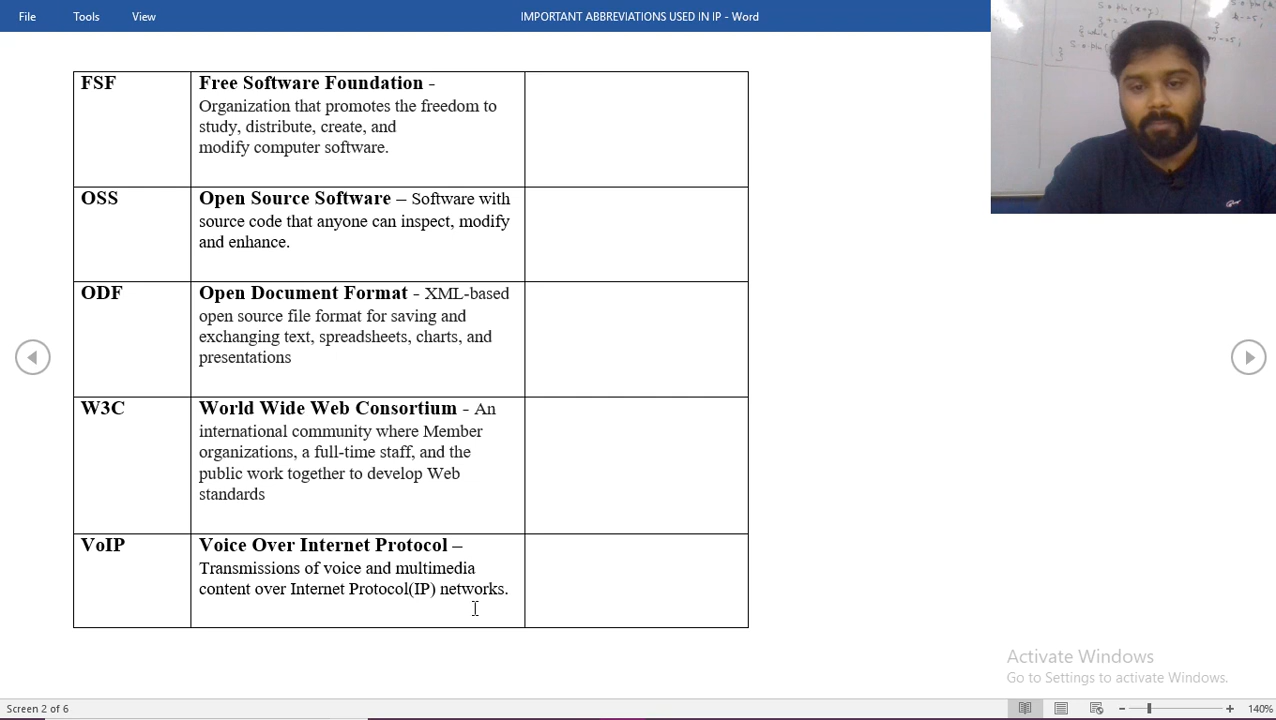 File Tools View IMPORTANT ABBREVIATIONS USED IN IP - Word
FSF
Free Software Foundation -
Organization that promotes the freedom to
study, distribute, create, and
modify computer software.
OSS
Open Source Software – Software with
source code that anyone can inspect, modify
and enhance.
ODF
Open Document Format - XML-based
open source file format for saving and
exchanging text, spreadsheets, charts, and
presentations
W3C
World Wide Web Consortium - An
international community where Member
organizations, a full-time staff, and the
public work together to develop Web
standards
VoIP
Voice Over Internet Protocol –
Transmissions of voice and multimedia
content over Internet Protocol(IP) networks.
Activate Windows
Go to Settings to activate Windows.
Screen 2 of 6
140%